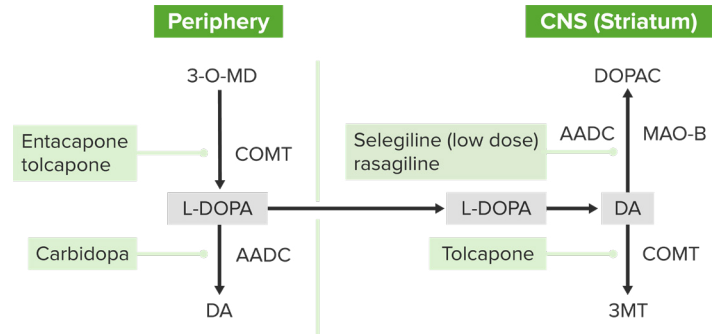 Periphery
CNS (Striatum)
3-O-MD
DOPAC
Entacapone
tolcapone
COMT
Selegiline (low dose)
rasagiline
AADC
MAO-B
L-DOPA
L-DOPA
DA
Carbidopa
AADC
Tolcapone
COMT
DA
3MT